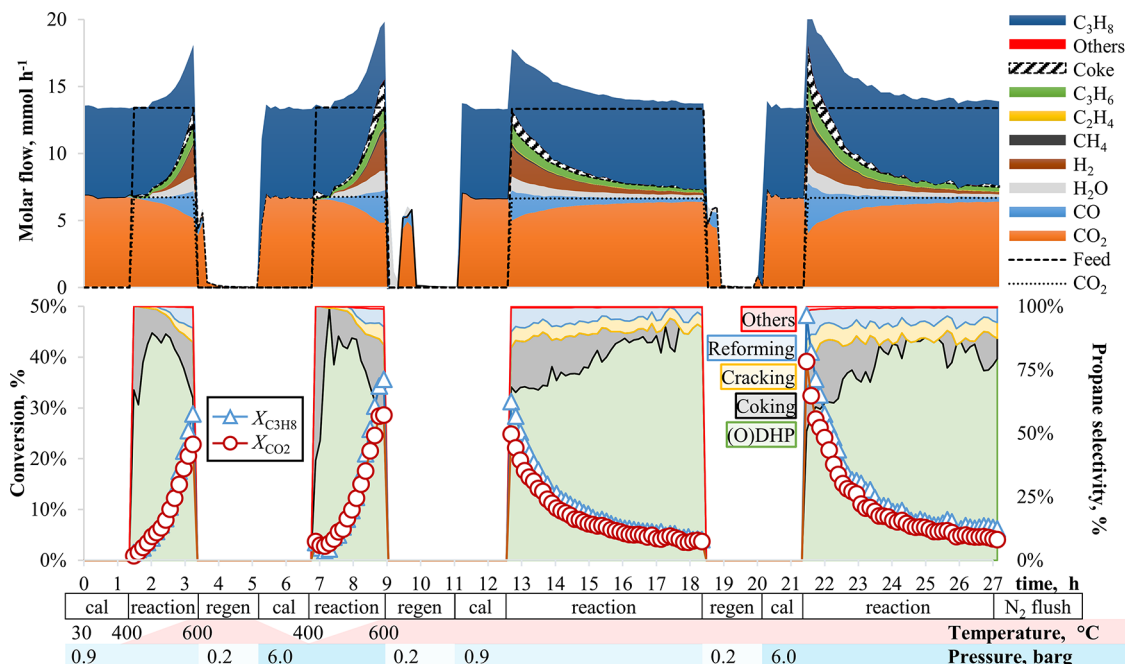 Molar flow, mmol h⁻¹
20
15
10
5
0
C₃H₈
Others
Coke
C₃H₆
C₂H₄
CH₄
H₂
H₂O
CO
CO₂
Feed
CO₂
Conversion, %
50%
40%
30%
20%
10%
0%
X_C3H8
X_CO2
Others
Reforming
Cracking
Coking
(O)DHP
100%
75%
50%
25%
0%
Propane selectivity, %
0 1 2 3 4 5 6 7 8 9 10 11 12 13 14 15 16 17 18 19 20 21 22 23 24 25 26 27 time, h
cal reaction regen cal reaction regen cal reaction regen cal reaction N₂ flush
30 400 600 400 600 Temperature, °C
0.9 0.2 6.0 0.2 0.9 0.2 6.0 Pressure, barg